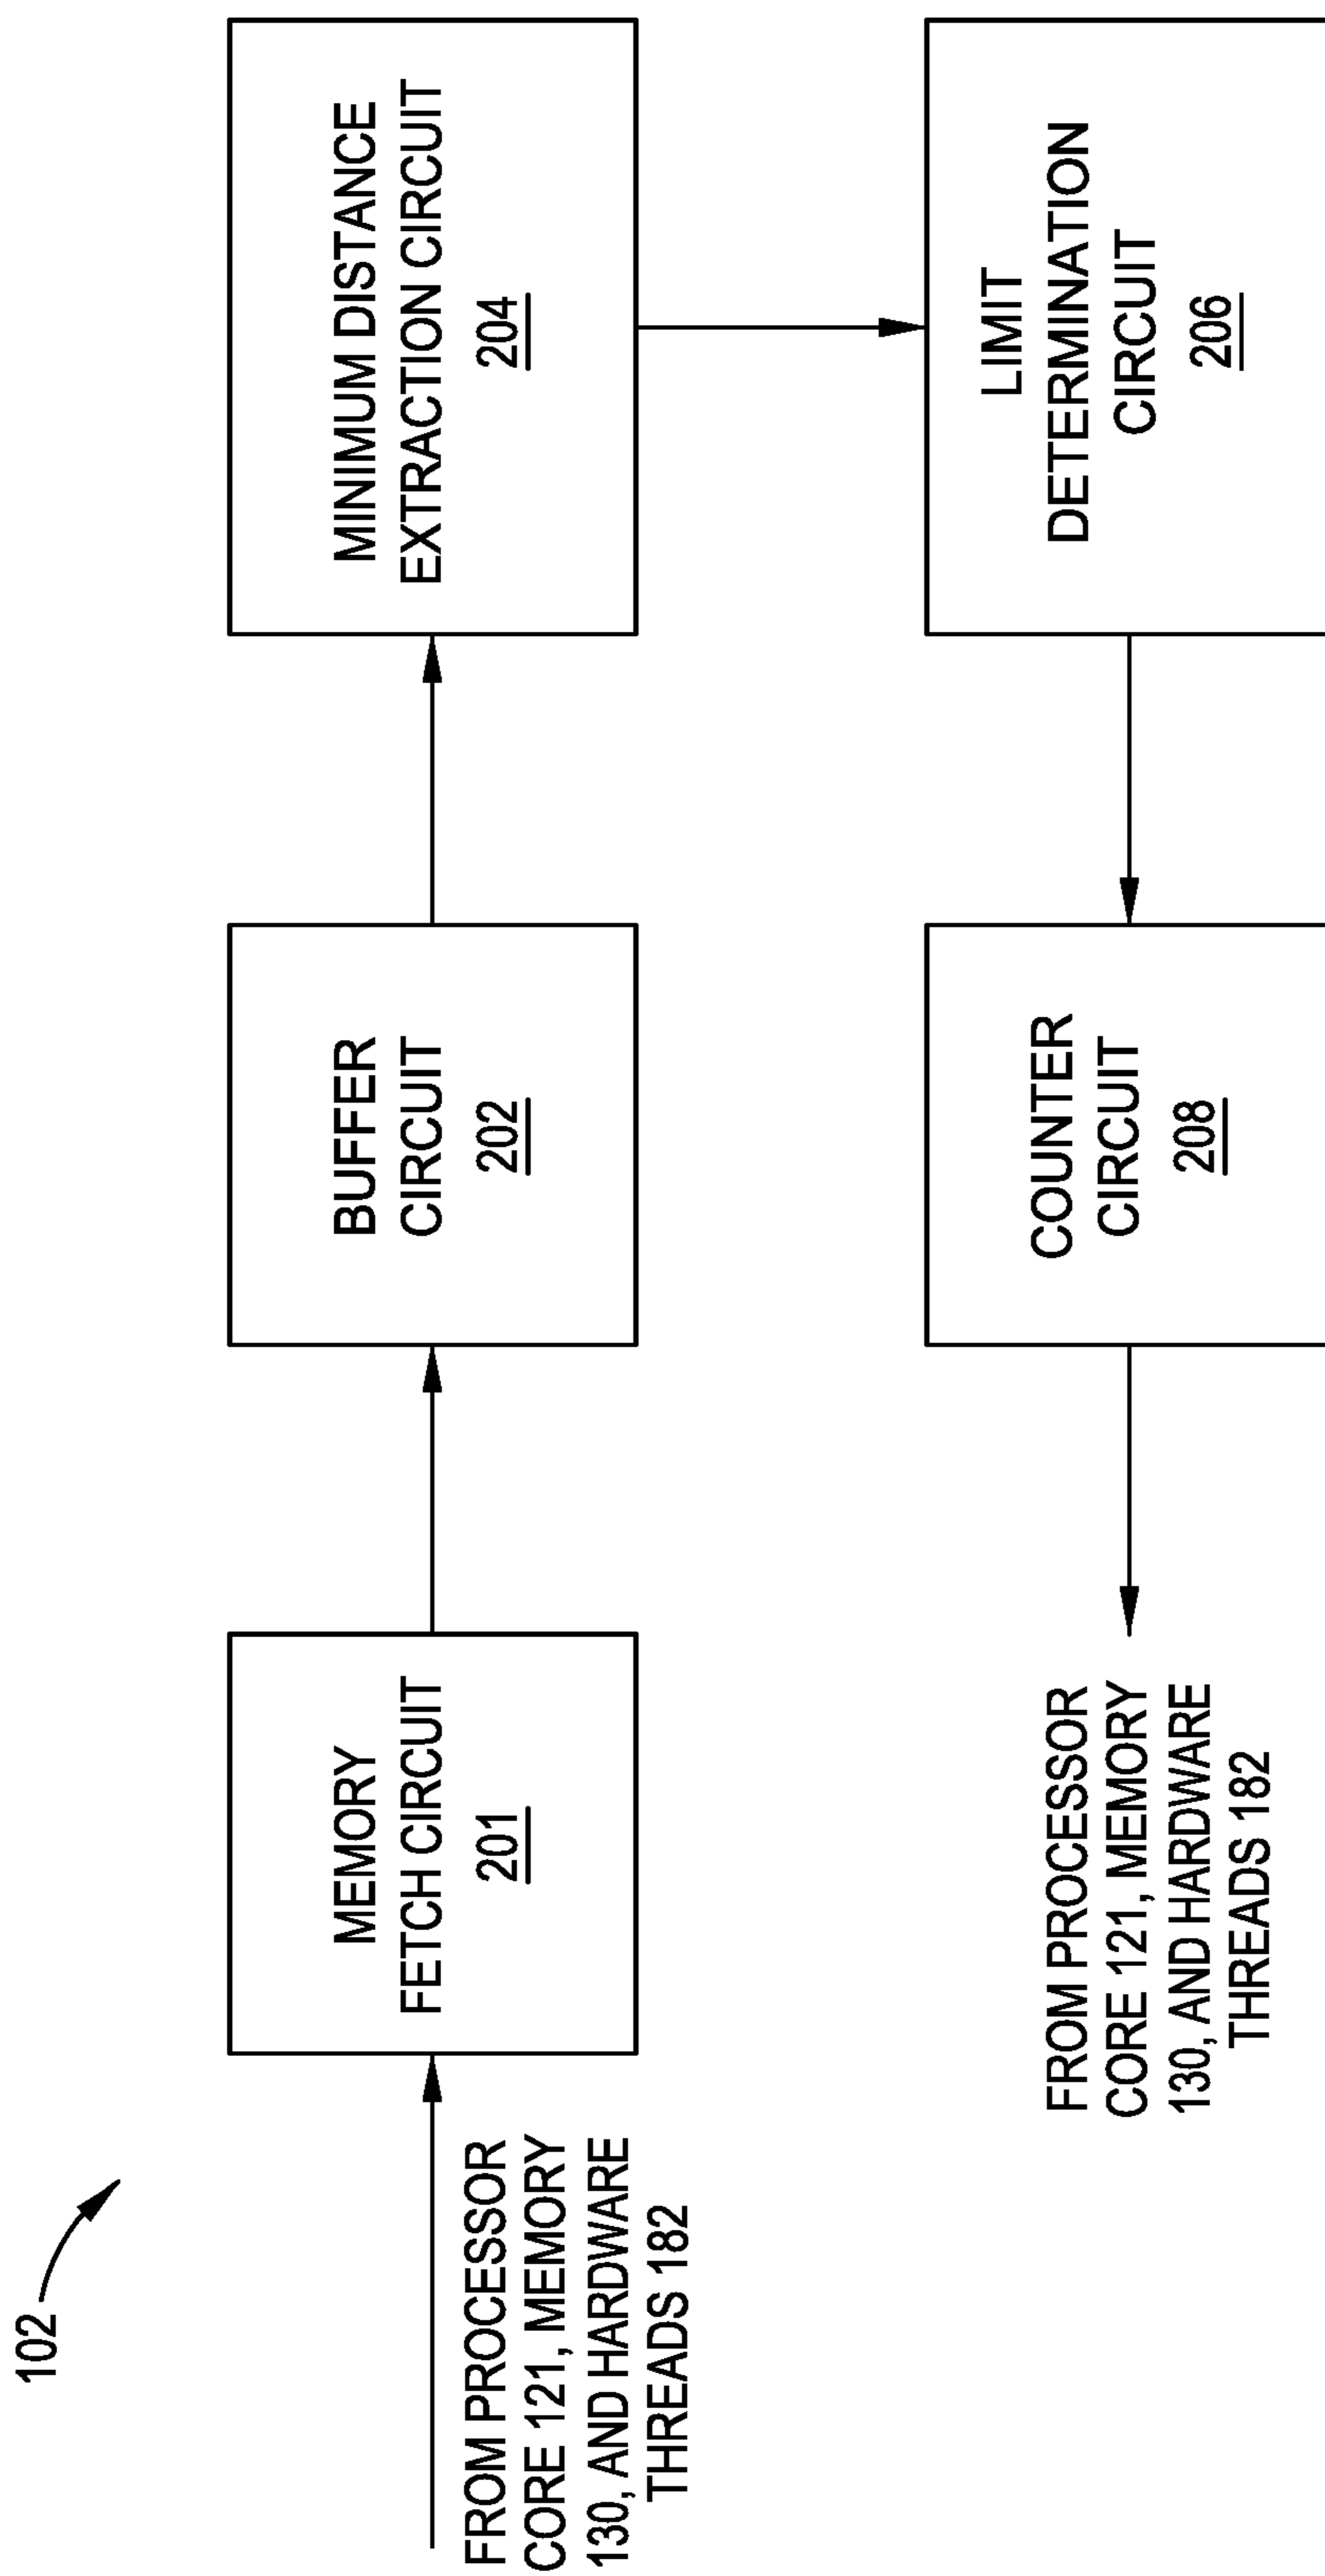 102
FROM PROCESSOR
CORE 121, MEMORY
130, AND HARDWARE
THREADS 182
MEMORY
FETCH CIRCUIT
201
BUFFER
CIRCUIT
202
MINIMUM DISTANCE
EXTRACTION CIRCUIT
204
LIMIT
DETERMINATION
CIRCUIT
206
COUNTER
CIRCUIT
208
FROM PROCESSOR
CORE 121, MEMORY
130, AND HARDWARE
THREADS 182